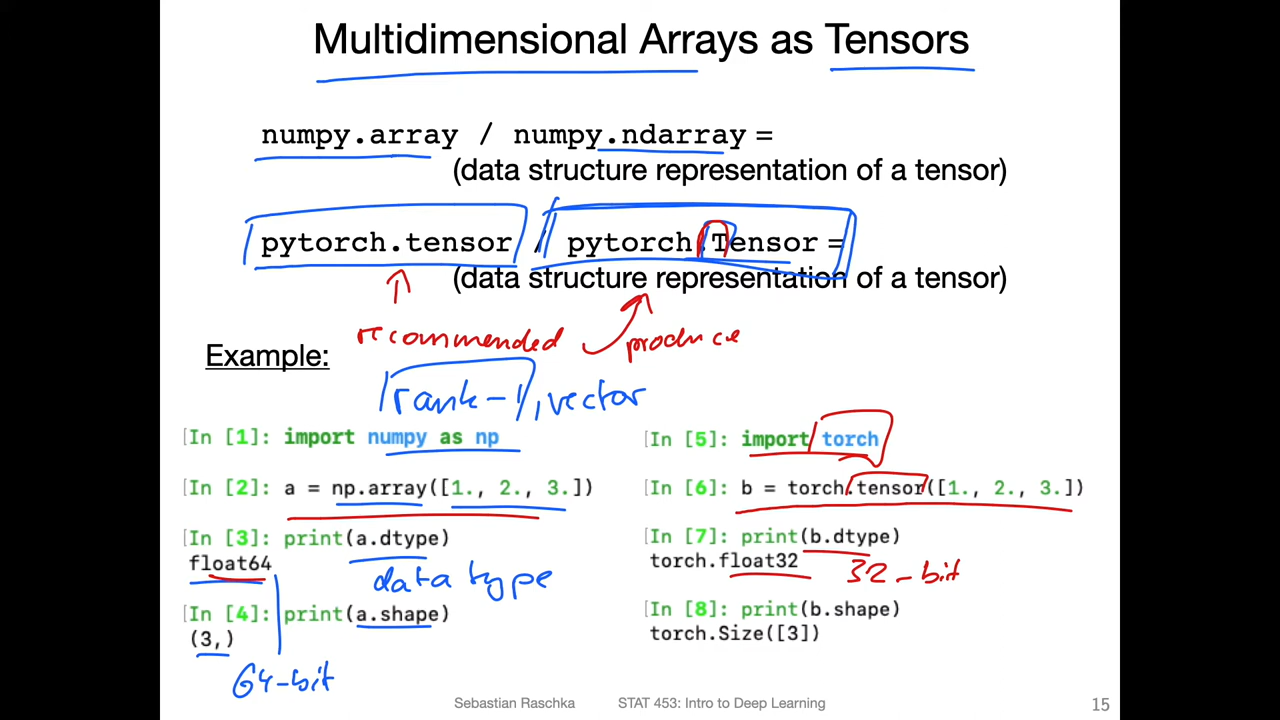 Multidimensional Arrays as Tensors
numpy.array / numpy.ndarray =
(data structure representation of a tensor)
pytorch.tensor / pytorch.Tensor =
(data structure representation of a tensor)
recommended
produce
Example:
rank-1, vector
[In [1]: import numpy as np
[In [2]: a = np.array([1., 2., 3.])
[In [3]: print(a.dtype)
float64
data type
[In [4]: print(a.shape)
(3,)
64-bit
[In [5]: import torch
[In [6]: b = torch.tensor([1., 2., 3.])
[In [7]: print(b.dtype)
torch.float32
32-bit
[In [8]: print(b.shape)
torch.Size([3])
Sebastian Raschka STAT 453: Intro to Deep Learning 15